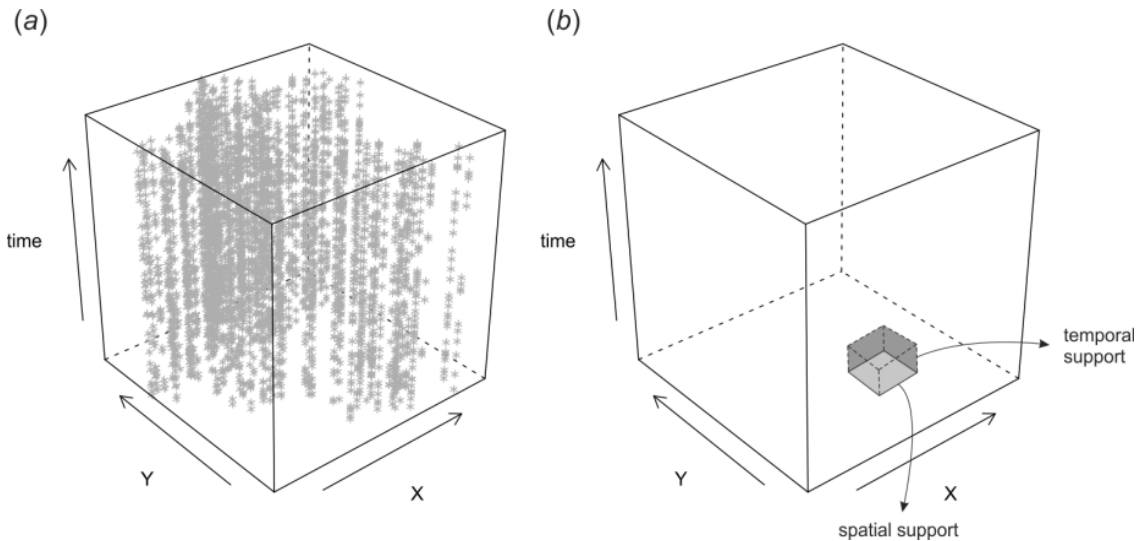 (a)
(b)
time
time
temporal
support
Y
X
Y
X
spatial support